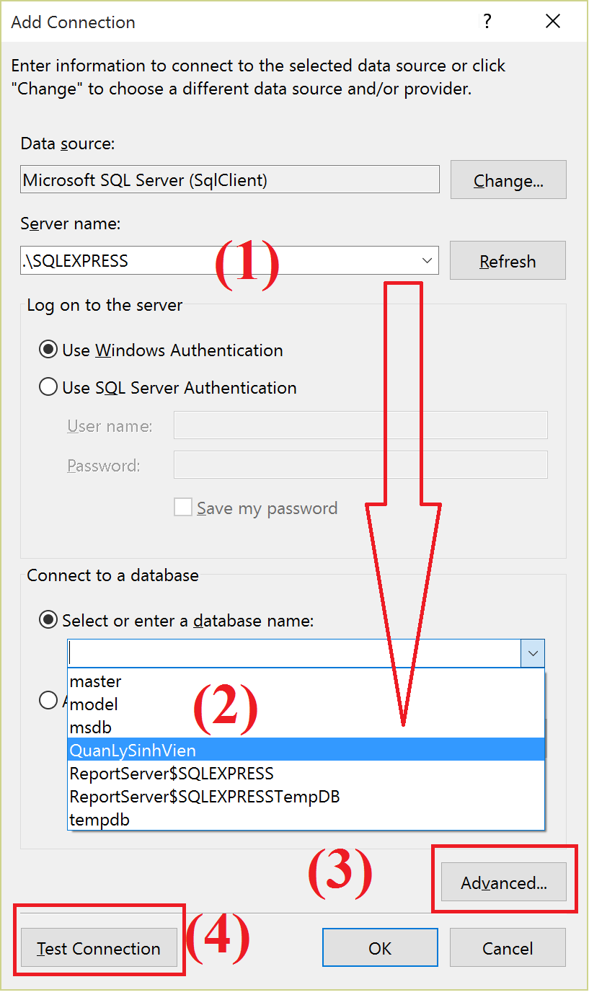 Add Connection
?
Enter information to connect to the selected data source or click
"Change" to choose a different data source and/or provider.
Data source:
Microsoft SQL Server (SqlClient)
Change...
Server name:
.\SQLEXPRESS
(1)
Refresh
Log on to the server
Use Windows Authentication
Use SQL Server Authentication
User name:
Password:
Save my password
Connect to a database
Select or enter a database name:
master
model
msdb
(2)
QuanLySinhVien
ReportServer$SQLEXPRESS
ReportServer$SQLEXPRESSTempDB
tempdb
(3)
Advanced...
Test Connection
(4)
OK
Cancel